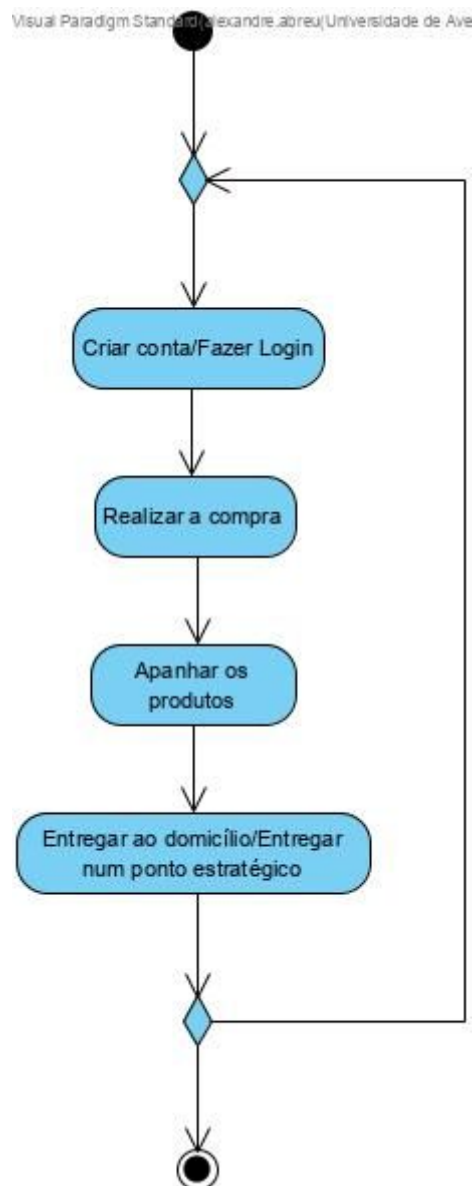 Visual Paradigm Standard(alexandre.abreu(Universidade de Ave
Criar conta/Fazer Login
Realizar a compra
Apanhar os
produtos
Entregar ao domicílio/Entregar
num ponto estratégico